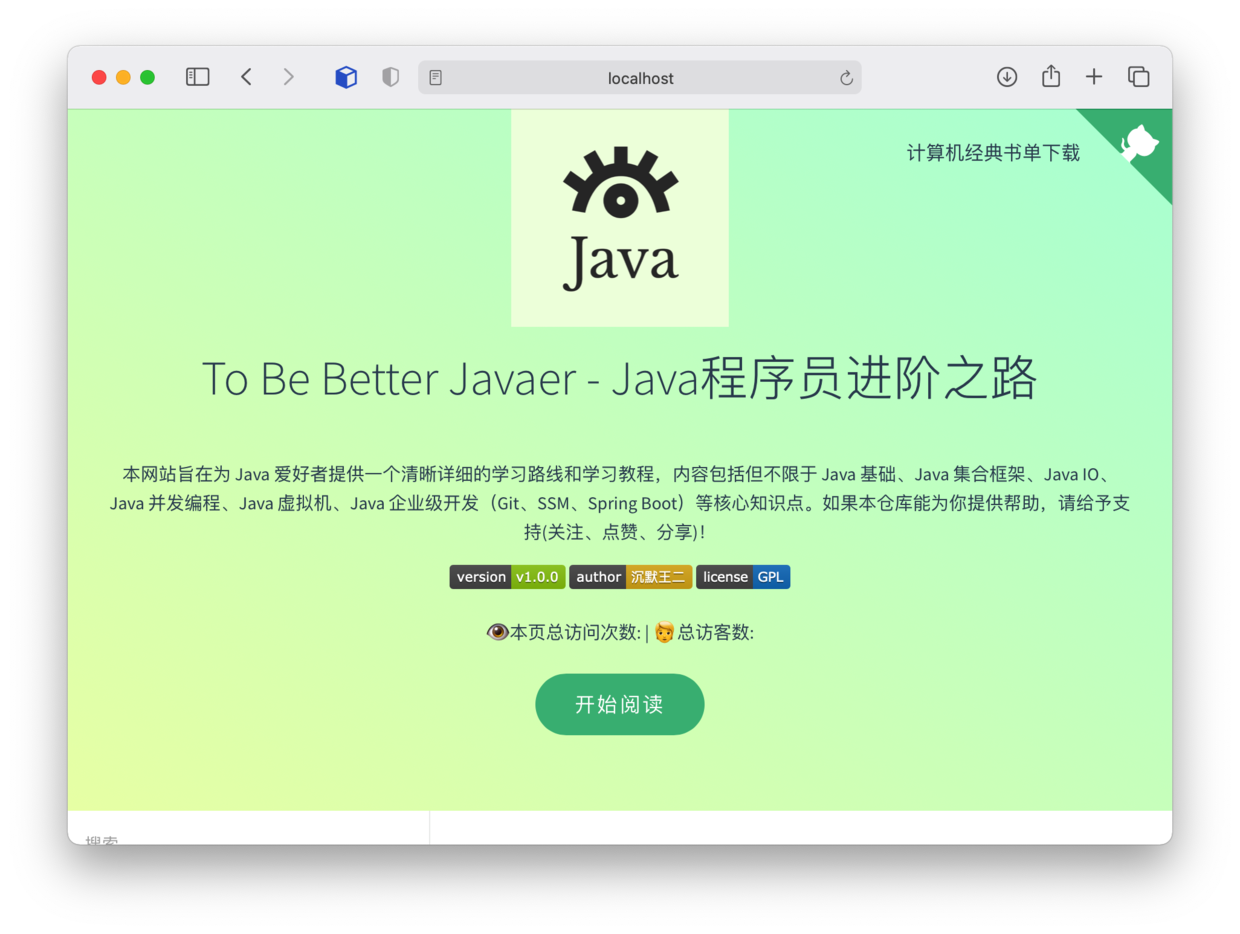 localhost
计算机经典书单下载
Java
To Be Better Javaer - Java程序员进阶之路
本网站旨在为 Java 爱好者提供一个清晰详细的学习路线和学习教程，内容包括但不限于 Java 基础、Java 集合框架、Java IO、
Java 并发编程、Java 虚拟机、Java 企业级开发（Git、SSM、Spring Boot）等核心知识点。如果本仓库能为你提供帮助，请给予支
持(关注、点赞、分享)！
version v1.0.0 author 沉默王二 license GPL
👁本页总访问次数: | 🧑总访客数:
开始阅读
搜索